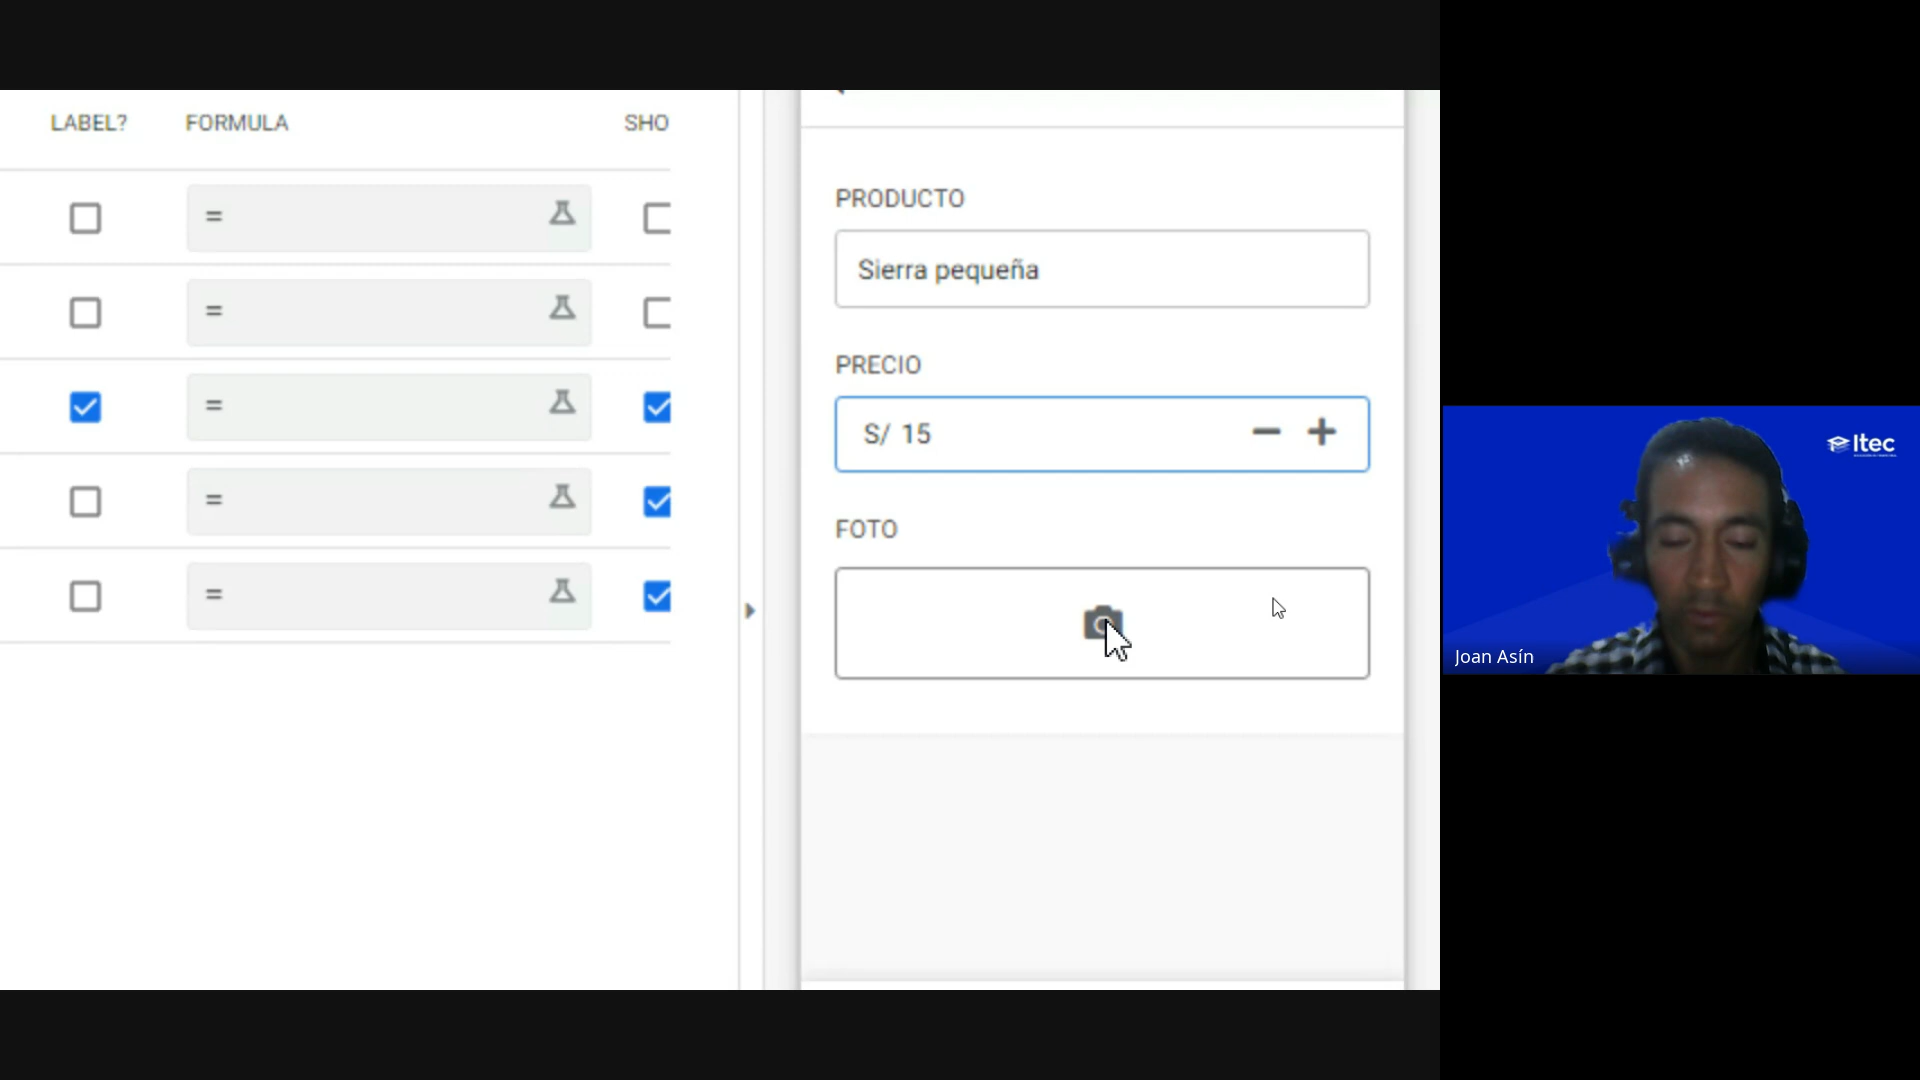 LABEL? FORMULA SHO
=
=
=
=
=
PRODUCTO
Sierra pequeña
PRECIO
S/ 15
FOTO
Itec
Joan Asín